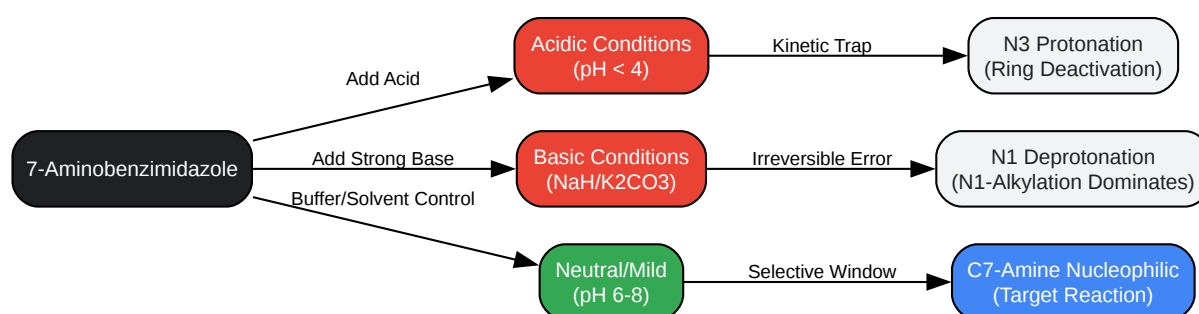 7-Aminobenzimidazole
Add Acid
Acidic Conditions
(pH < 4)
Kinetic Trap
N3 Protonation
(Ring Deactivation)
Add Strong Base
Basic Conditions
(NaH/K2CO3)
Irreversible Error
N1 Deprotonation
(N1-Alkylation Dominates)
Buffer/Solvent Control
Neutral/Mild
(pH 6-8)
Selective Window
C7-Amine Nucleophilic
(Target Reaction)